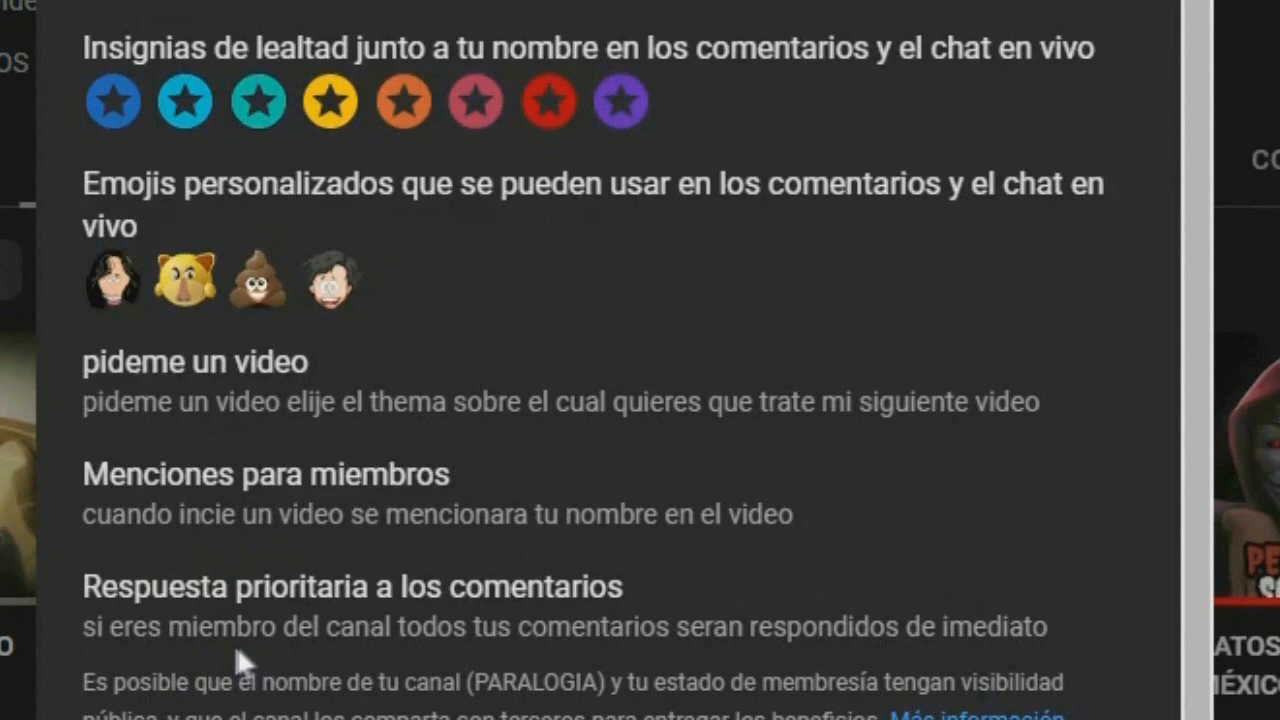 OS
Insignias de lealtad junto a tu nombre en los comentarios y el chat en vivo
Emojis personalizados que se pueden usar en los comentarios y el chat en
vivo
pideme un video
pideme un video elije el thema sobre el cual quieres que trate mi siguiente video
Menciones para miembros
cuando incie un video se mencionara tu nombre en el video
Respuesta prioritaria a los comentarios
si eres miembro del canal todos tus comentarios seran respondidos de imediato
Es posible que el nombre de tu canal (PARALOGIA) y tu estado de membresía tengan visibilidad
pública, y que el canal los comparta con terceros para entregar los beneficios. Más información
CO
PE
ATOS
MÉXICO